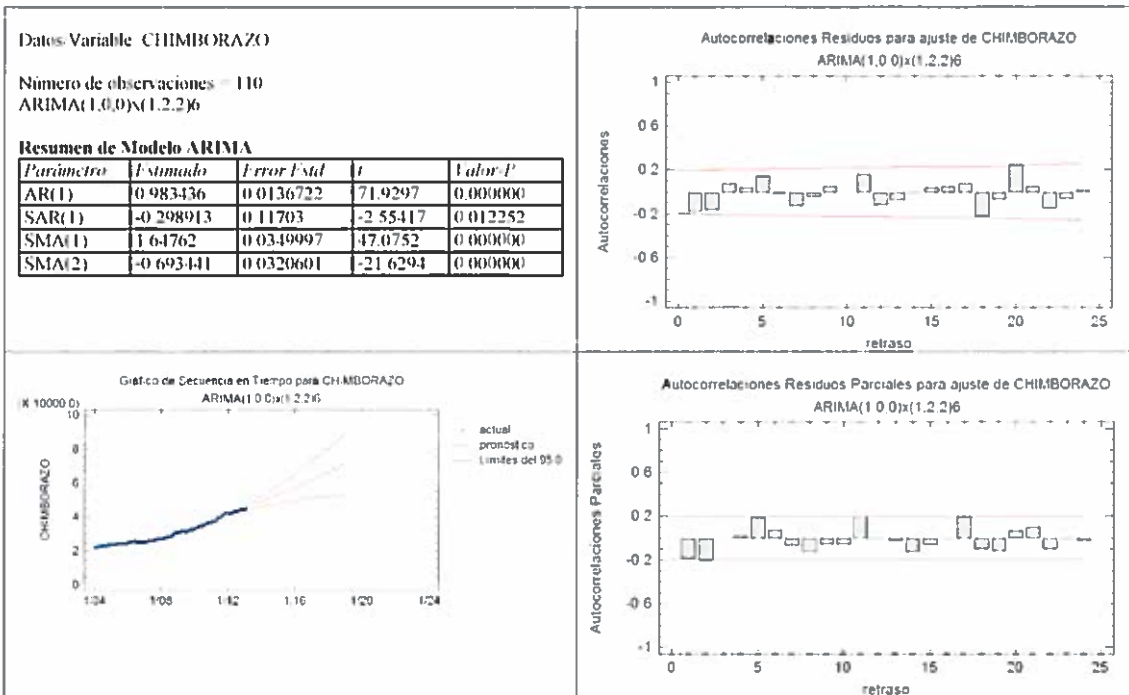 Datos/Variable: CHIMBORAZO
Número de observaciones = 110
ARIMA(1,0,0)x(1,2,2)6
Resumen de Modelo ARIMA
Parámetro Estimado Error Estd t Valor-P
AR(1) 0.983436 0.0136722 71.9297 0.000000
SAR(1) -0.298913 0.11703 -2.55417 0.012252
SMA(1) 1.64762 0.0349997 47.0752 0.000000
SMA(2) -0.693441 0.0320601 -21.6294 0.000000
Autocorrelaciones Residuos para ajuste de CHIMBORAZO
ARIMA(1,0,0)x(1,2,2)6
Autocorrelaciones
1
0.6
0.2
-0.2
-0.6
-1
0 5 10 15 20 25
retraso
Gráfico de Secuencia en Tiempo para CHIMBORAZO
ARIMA(1,0,0)x(1,2,2)6
(X 10000.0)
CHIMBORAZO
10
8
6
4
2
0
1/04 1/08 1/12 1/16 1/20 1/24
actual
pronóstico
Límites del 95.0
Autocorrelaciones Residuos Parciales para ajuste de CHIMBORAZO
ARIMA(1,0,0)x(1,2,2)6
Autocorrelaciones Parciales
1
0.6
0.2
-0.2
-0.6
-1
0 5 10 15 20 25
retraso